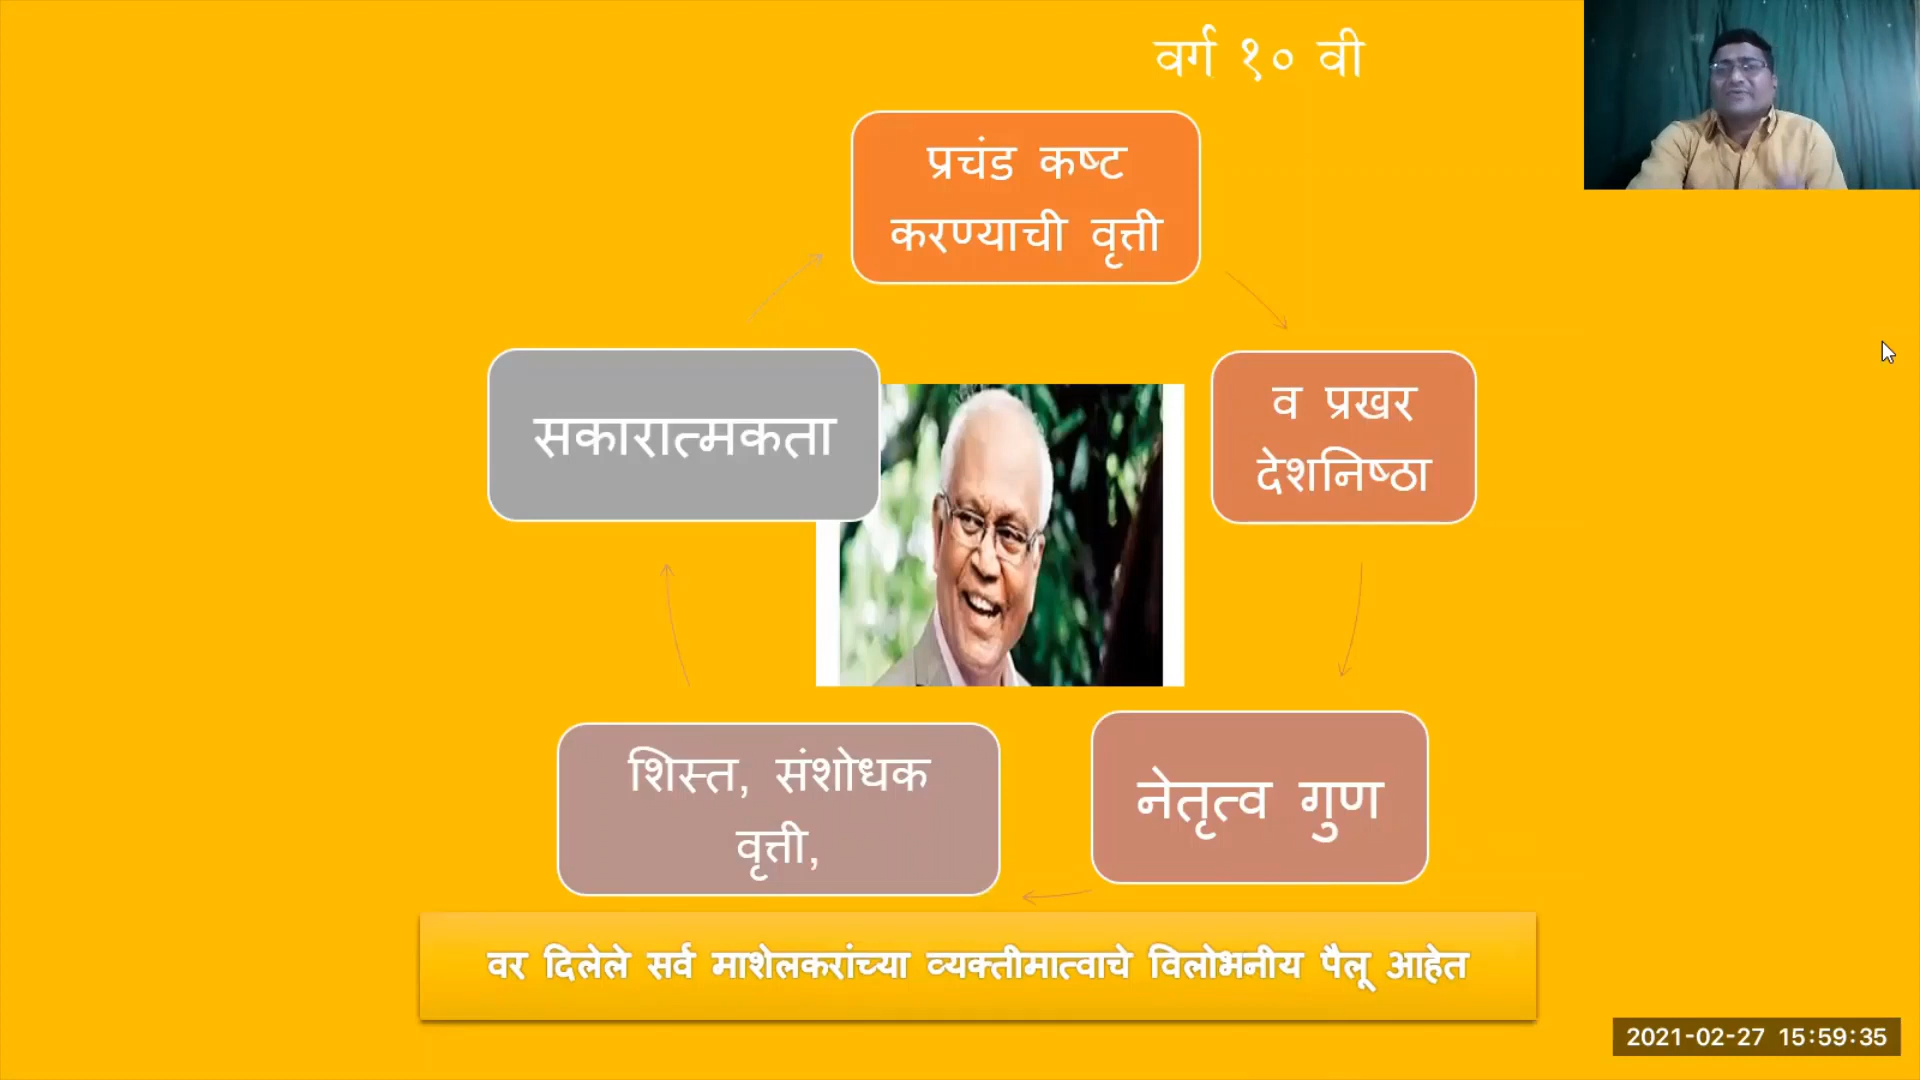 वर्ग १० वी
प्रचंड कष्ट
करण्याची वृत्ती
व प्रखर
देशनिष्ठा
नेतृत्व गुण
शिस्त, संशोधक
वृत्ती,
सकारात्मकता
वर दिलेले सर्व माशेलकरांच्या व्यक्तीमात्वाचे विलोभनीय पैलू आहेत
2021-02-27 15:59:35